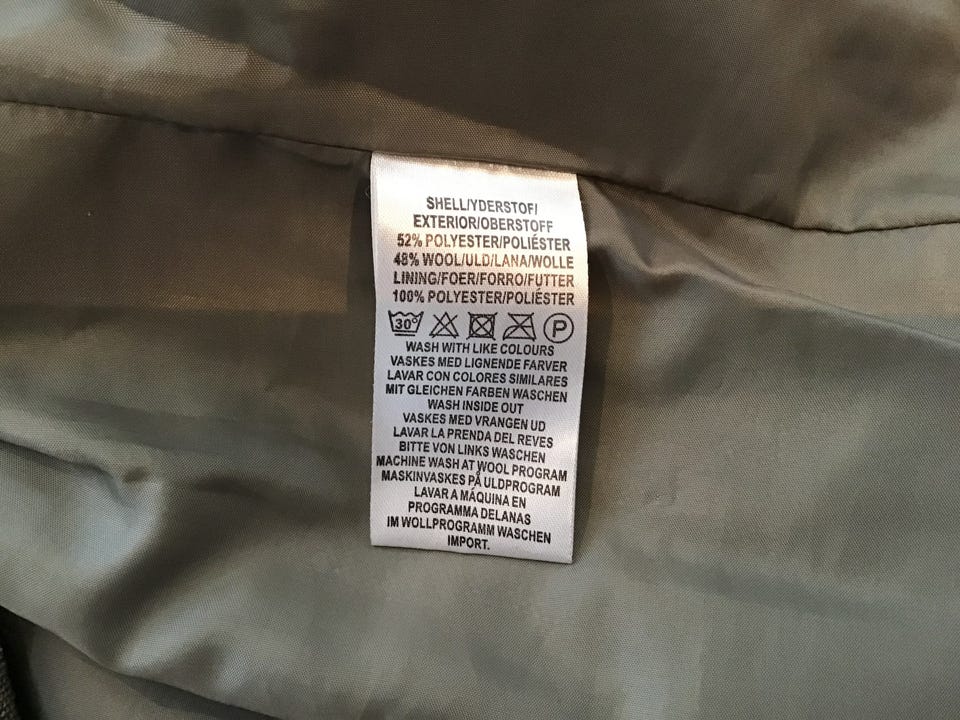 SHELL/YDERSTOF/
EXTERIOR/OBERSTOFF
52% POLYESTER/POLIÉSTER
48% WOOL/ULD/LANA/WOLLE
LINING/FOER/FORRO/FUTTER
100% POLYESTER/POLIÉSTER
30° P
WASH WITH LIKE COLOURS
VASKES MED LIGNENDE FARVER
LAVAR CON COLORES SIMILARES
MIT GLEICHEN FARBEN WASCHEN
WASH INSIDE OUT
VASKES MED VRANGEN UD
LAVAR LA PRENDA DEL REVES
BITTE VON LINKS WASCHEN
MACHINE WASH AT WOOL PROGRAM
MASKINVASKES PÅ ULDPROGRAM
LAVAR A MÁQUINA EN
PROGRAMMA DELANAS
IM WOLLPROGRAMM WASCHEN
IMPORT.